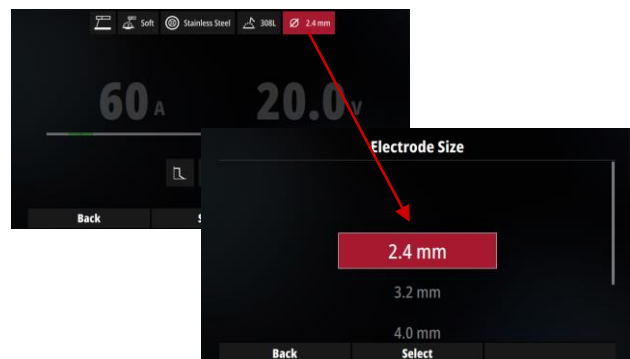 Soft Stainless Steel 308L 2.4 mm
60 A 20.0 V
Back
Electrode Size
2.4 mm
3.2 mm
4.0 mm
Back Select